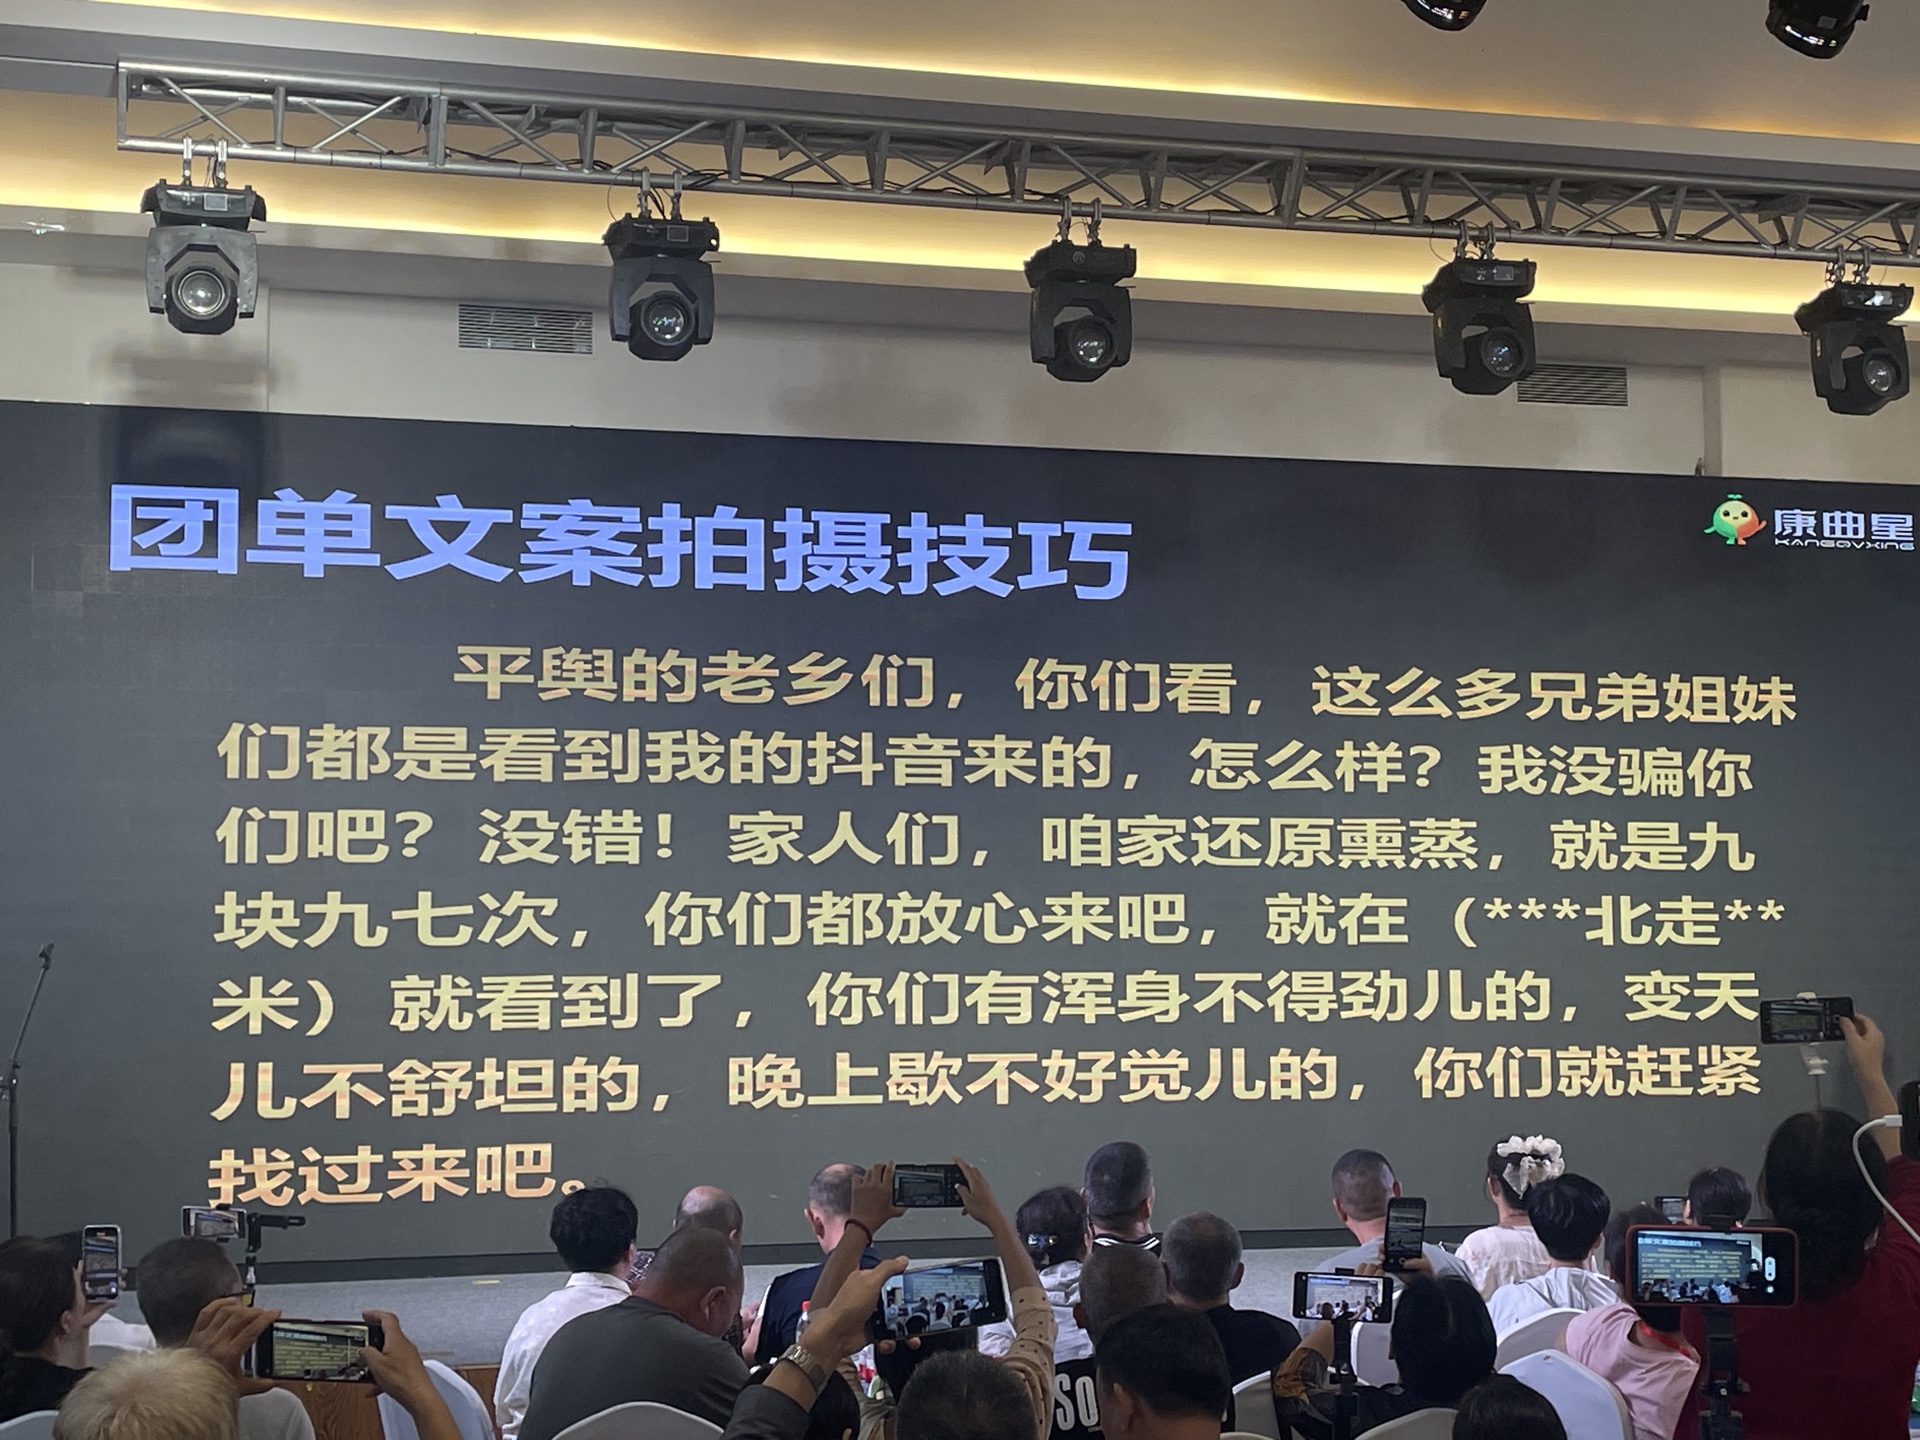 团单文案拍摄技巧
康曲星
KANGQVXING
平舆的老乡们，你们看，这么多兄弟姐妹
们都是看到我的抖音来的，怎么样？我没骗你
们吧？没错！家人们，咱家还原熏蒸，就是九
块九七次，你们都放心来吧，就在（***北走**
米）就看到了，你们有浑身不得劲儿的，变天
儿不舒坦的，晚上歇不好觉儿的，你们就赶紧
找过来吧。
So